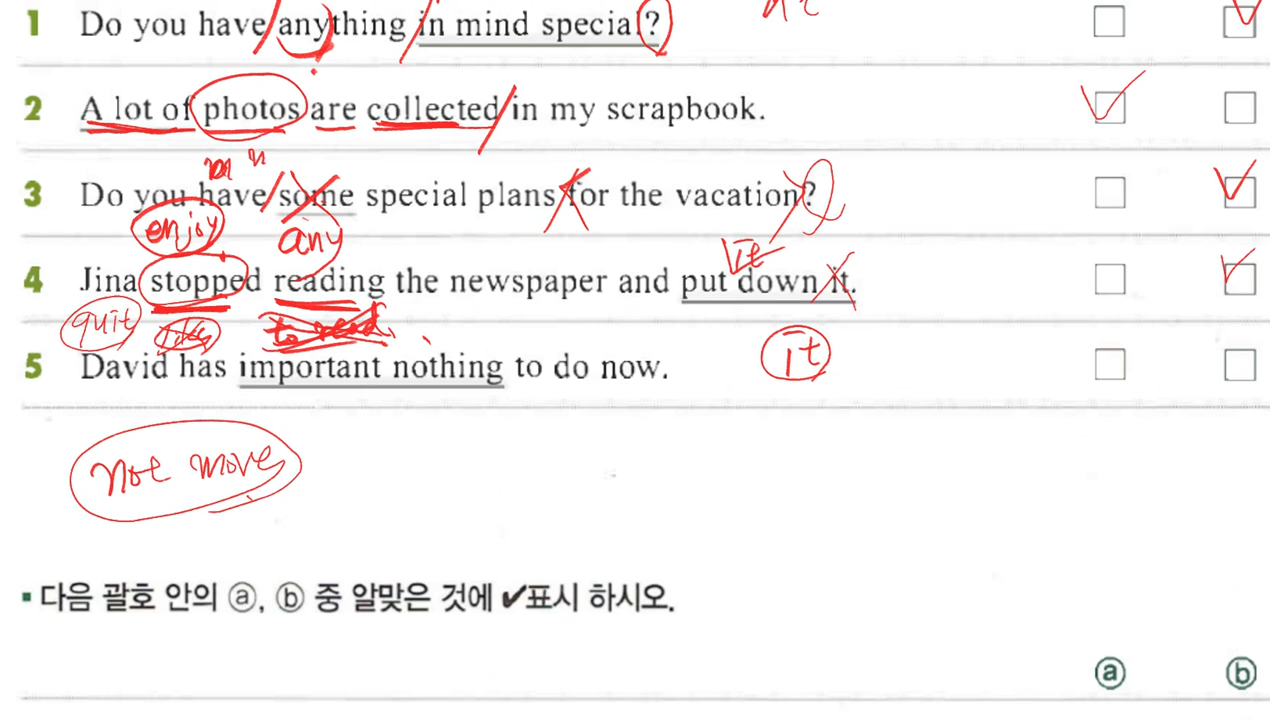 1 Do you have anything in mind special?
2 A lot of photos are collected in my scrapbook.
3 Do you have some special plans for the vacation?
enjoy any
it
4 Jina stopped reading the newspaper and put down it.
quit to read
it
5 David has important nothing to do now.
not move
▪ 다음 괄호 안의 ⓐ, ⓑ 중 알맞은 것에 ✔표시 하시오.
ⓐ ⓑ